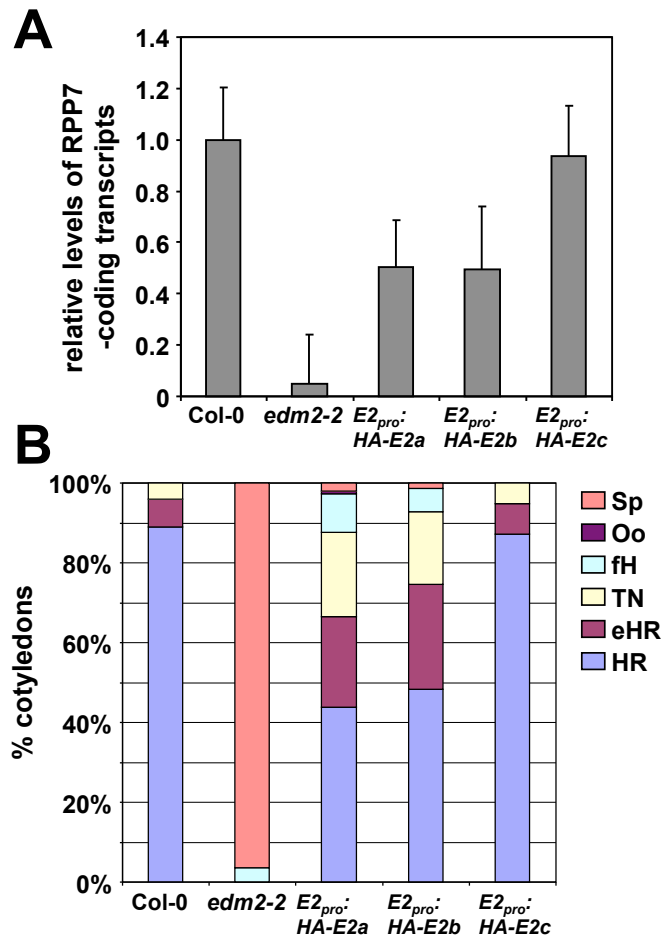 A
relative levels of RPP7
-coding transcripts
1.4
1.2
1.0
0.8
0.6
0.4
0.2
0
Col-0 edm2-2 E2pro: E2pro: E2pro:
HA-E2a HA-E2b HA-E2c
B
% cotyledons
100%
80%
60%
40%
20%
0%
Sp
Oo
fH
TN
eHR
HR
Col-0 edm2-2 E2pro: E2pro: E2pro:
HA-E2a HA-E2b HA-E2c